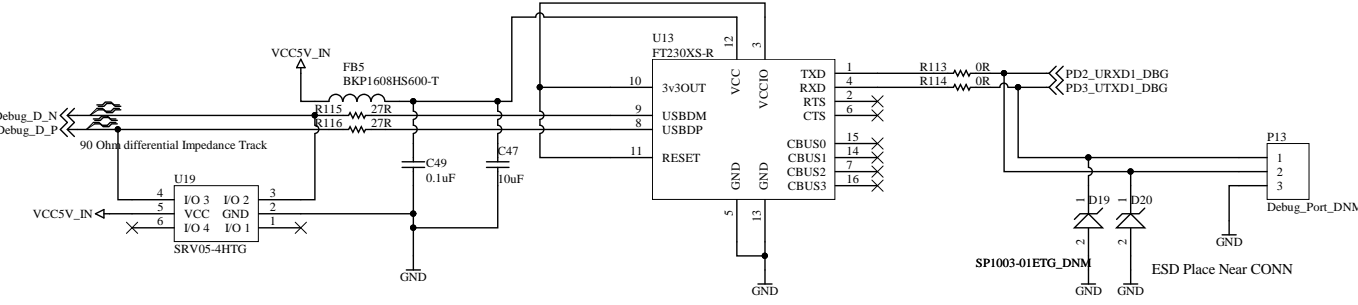 VCC5V_IN
FB5
BKP1608HS600-T
Debug_D_N
Debug_D_P
90 Ohm differential Impedance Track
R115 27R
R116 27R
C49
0.1uF
C47
10uF
GND
U19
4 I/O 3 I/O 2 3
VCC5V_IN 5 VCC GND 2
6 I/O 4 I/O 1 1
SRV05-4HTG
U13
FT230XS-R
12 VCC
3 VCCIO
10 3v3OUT
9 USBDM
8 USBDP
11 RESET
TXD 1
RXD 4
RTS 2
CTS 6
CBUS0 15
CBUS1 14
CBUS2 7
CBUS3 16
GND 5
GND 13
GND
R113 0R
R114 0R
PD2_URXD1_DBG
PD3_UTXD1_DBG
P13
1
2
3
Debug_Port_DNM
GND
1 D19
2
1 D20
2
SP1003-01ETG_DNM
GND GND
ESD Place Near CONN